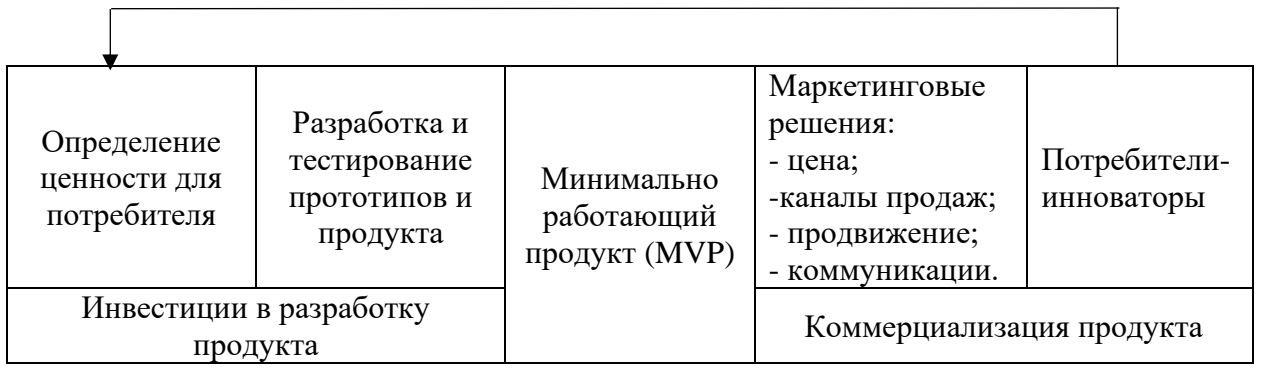 Определение
ценности для
потребителя
Разработка и
тестирование
прототипов и
продукта
Минимально
работающий
продукт (MVP)
Маркетинговые
решения:
- цена;
-каналы продаж;
- продвижение;
- коммуникации.
Потребители-
инноваторы
Инвестиции в разработку
продукта
Коммерциализация продукта